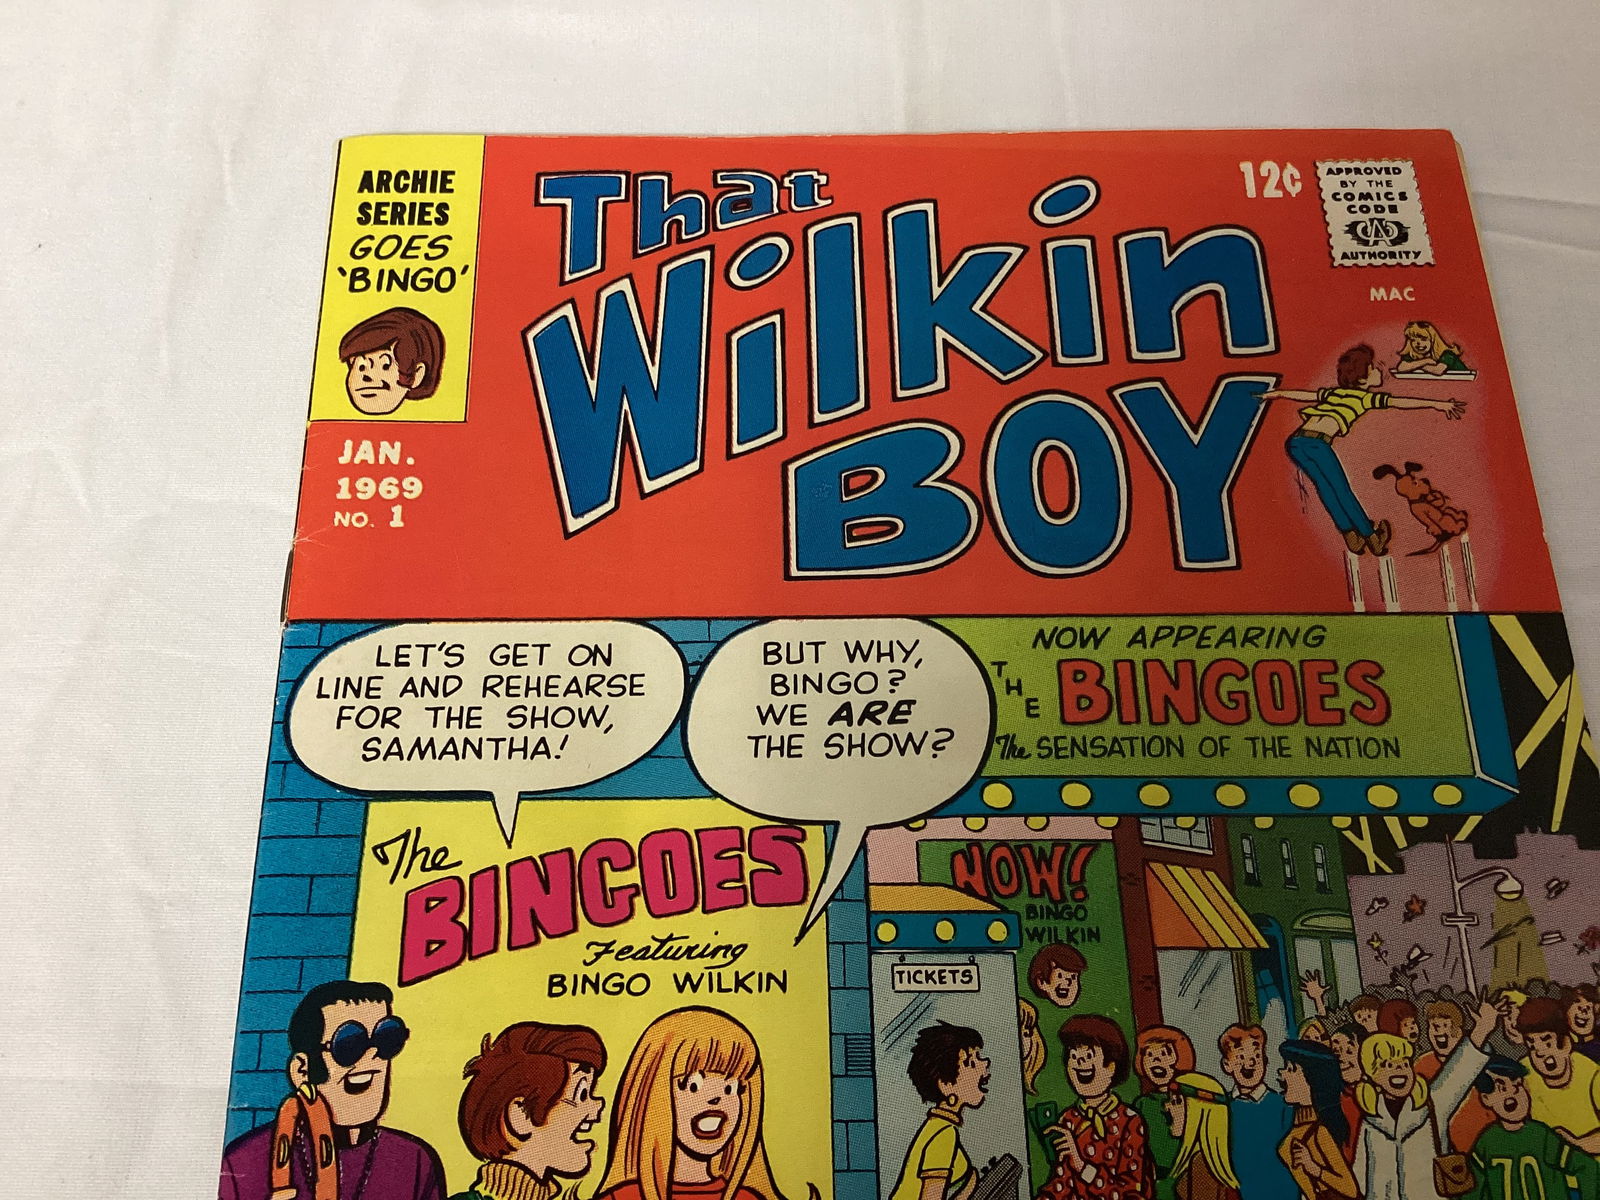 ARCHIE
SERIES
GOES
'BINGO'
JAN.
1969
NO. 1
That
Wilkin
BOY
12¢
APPROVED
BY THE
COMICS
CODE
CA
AUTHORITY
MAC
LET'S GET ON
LINE AND REHEARSE
FOR THE SHOW,
SAMANTHA!
BUT WHY,
BINGO?
WE ARE
THE SHOW?
NOW APPEARING
THE BINGOES
The SENSATION OF THE NATION
The
BINGOES
Featuring
BINGO WILKIN
NOW!
BINGO
WILKIN
TICKETS
70